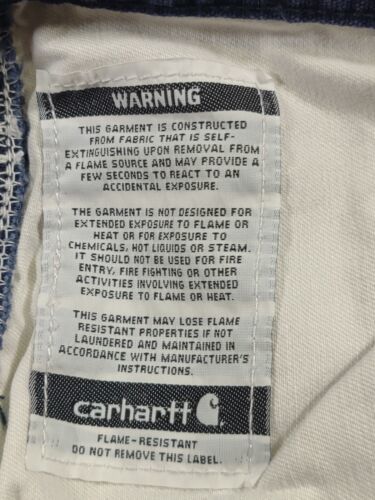 WARNING
THIS GARMENT IS CONSTRUCTED
FROM FABRIC THAT IS SELF-
EXTINGUISHING UPON REMOVAL FROM
A FLAME SOURCE AND MAY PROVIDE A
FEW SECONDS TO REACT TO AN
ACCIDENTAL EXPOSURE.
THE GARMENT IS NOT DESIGNED FOR
EXTENDED EXPOSURE TO FLAME OR
HEAT OR FOR EXPOSURE TO
CHEMICALS, HOT LIQUIDS OR STEAM.
IT SHOULD NOT BE USED FOR FIRE
ENTRY, FIRE FIGHTING OR OTHER
ACTIVITIES INVOLVING EXTENDED
EXPOSURE TO FLAME OR HEAT.
THIS GARMENT MAY LOSE FLAME
RESISTANT PROPERTIES IF NOT
LAUNDERED AND MAINTAINED IN
ACCORDANCE WITH MANUFACTURER'S
INSTRUCTIONS.
carhartt
FLAME-RESISTANT
DO NOT REMOVE THIS LABEL.